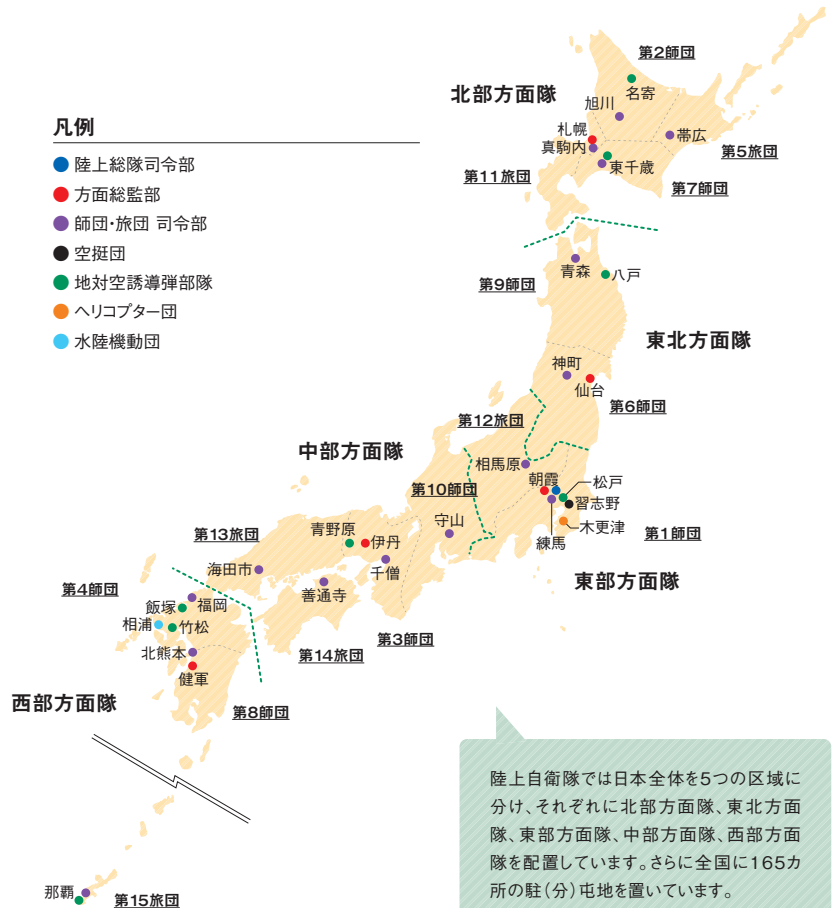 第2師団
北部方面隊
名寄
旭川
凡例
札幌
帯広
真駒内
第5旅団
東千歳
陸上総隊司令部
第11旅団
第7師団
方面総監部
師団・旅団 司令部
空挺団
地対空誘導弾部隊
ヘリコプター団
水陸機動団
青森
八戸
第9師団
東北方面隊
神町
仙台
第6師団
第12旅団
中部方面隊
相馬原
朝霞
松戸
第10師団
習志野
守山
木更津
第13旅団
青野原
伊丹
練馬
第1師団
海田市
千僧
東部方面隊
第4師団
善通寺
福岡
飯塚
相浦
竹松
第3師団
北熊本
第14旅団
健軍
西部方面隊
第8師団
陸上自衛隊では日本全体を5つの区域に
分け、それぞれに北部方面隊、東北方面
隊、東部方面隊、中部方面隊、西部方面
隊を配置しています。さらに全国に165カ
所の駐(分)屯地を置いています。
那覇
第15旅団